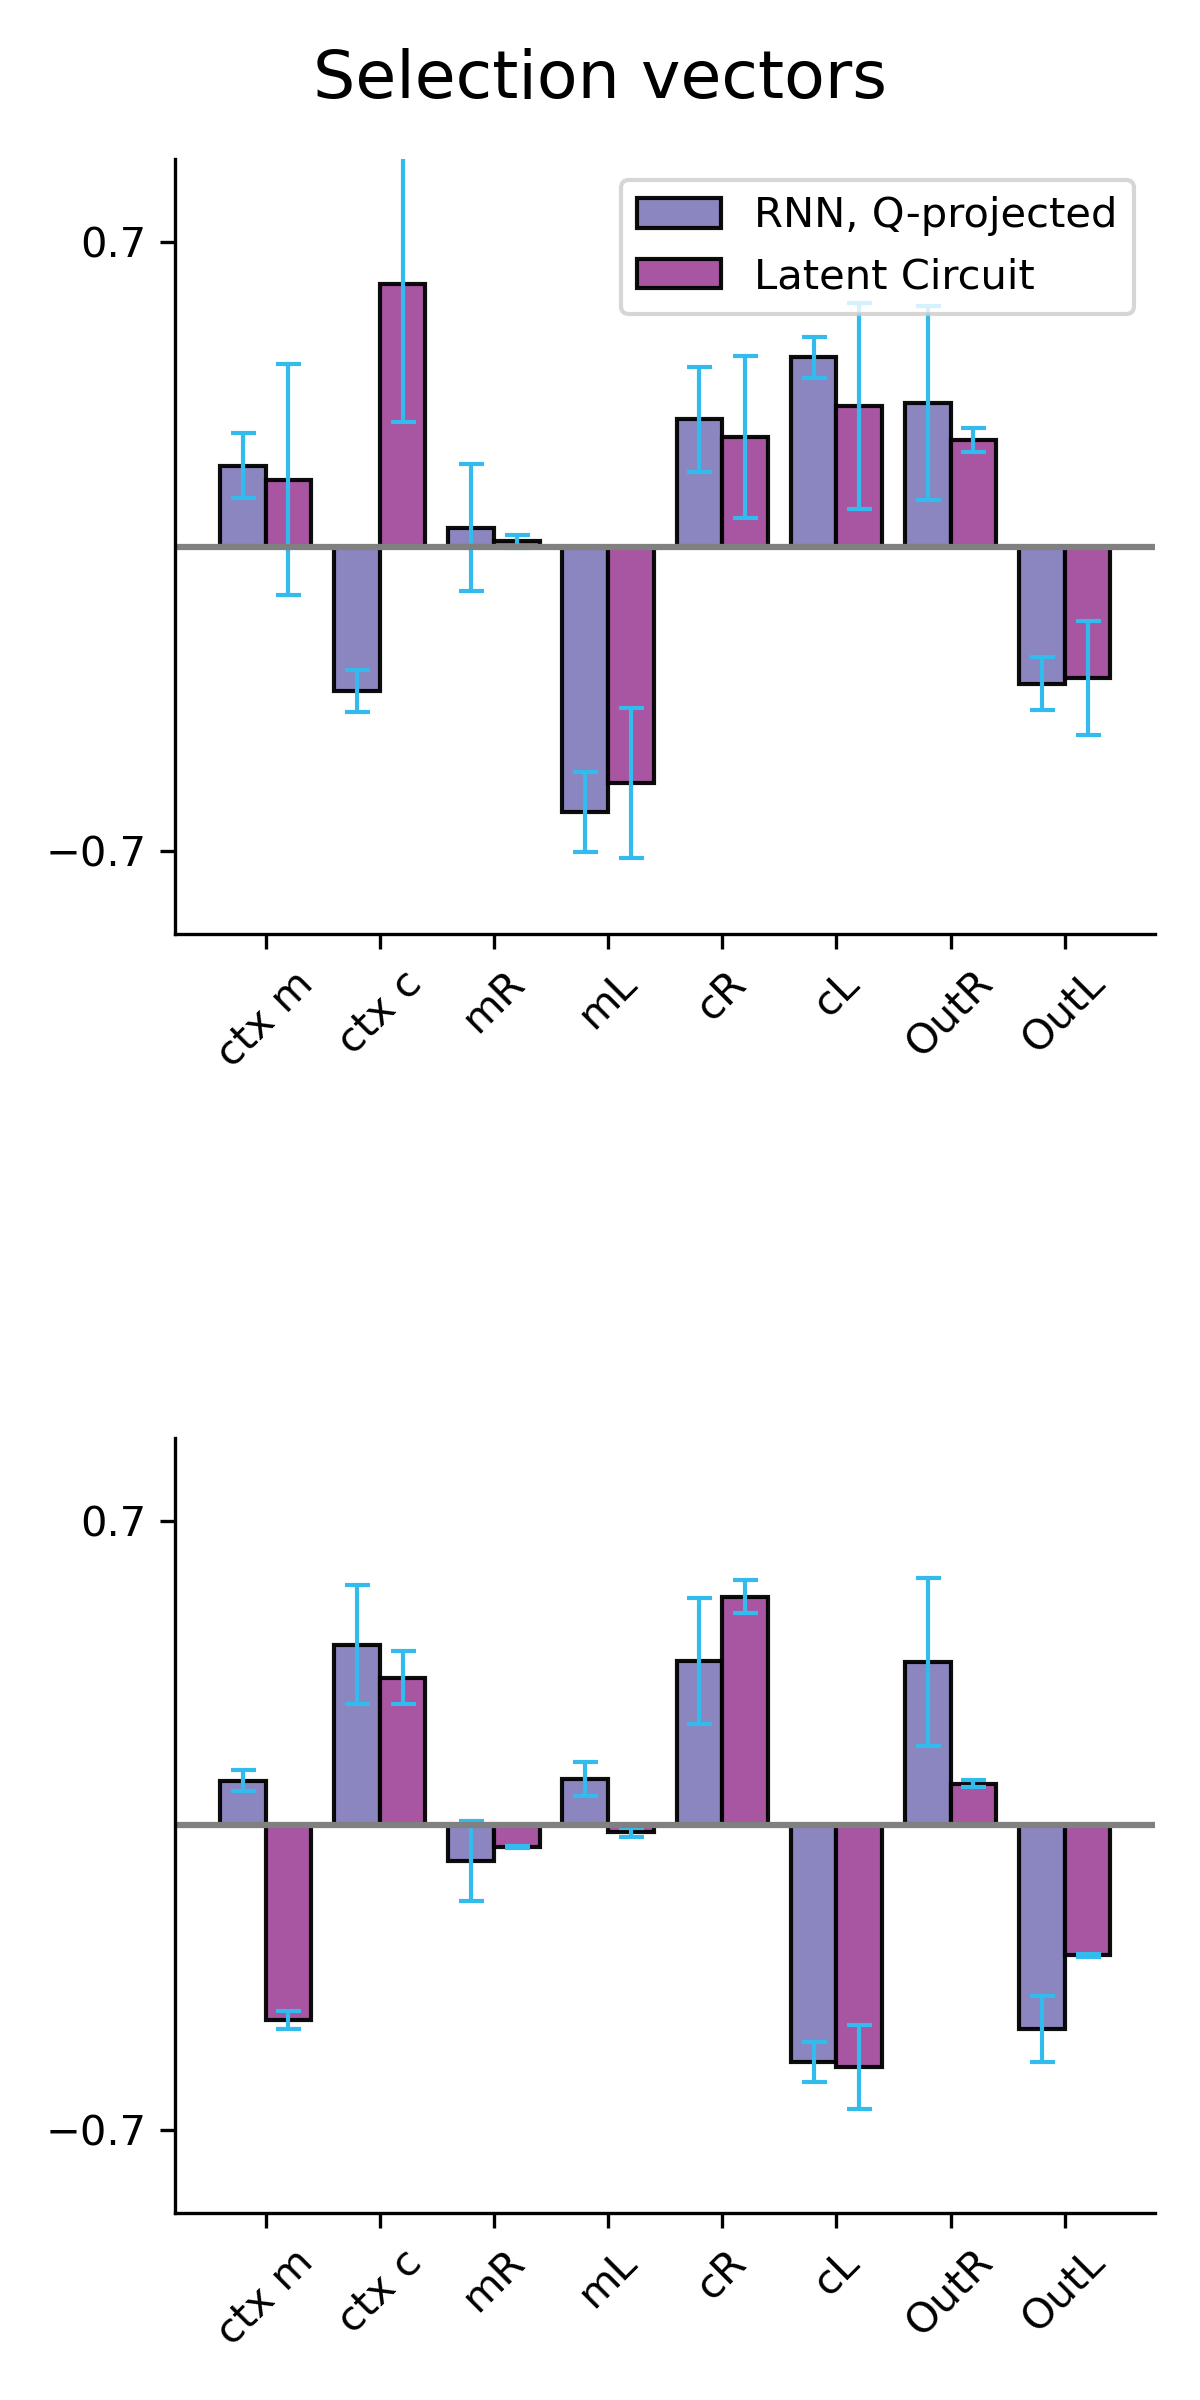 Selection vectors
RNN, Q-projected
Latent Circuit
0.7
−0.7
ctx m
ctx c
mR
mL
cR
cL
OutR
OutL
0.7
−0.7
ctx m
ctx c
mR
mL
cR
cL
OutR
OutL